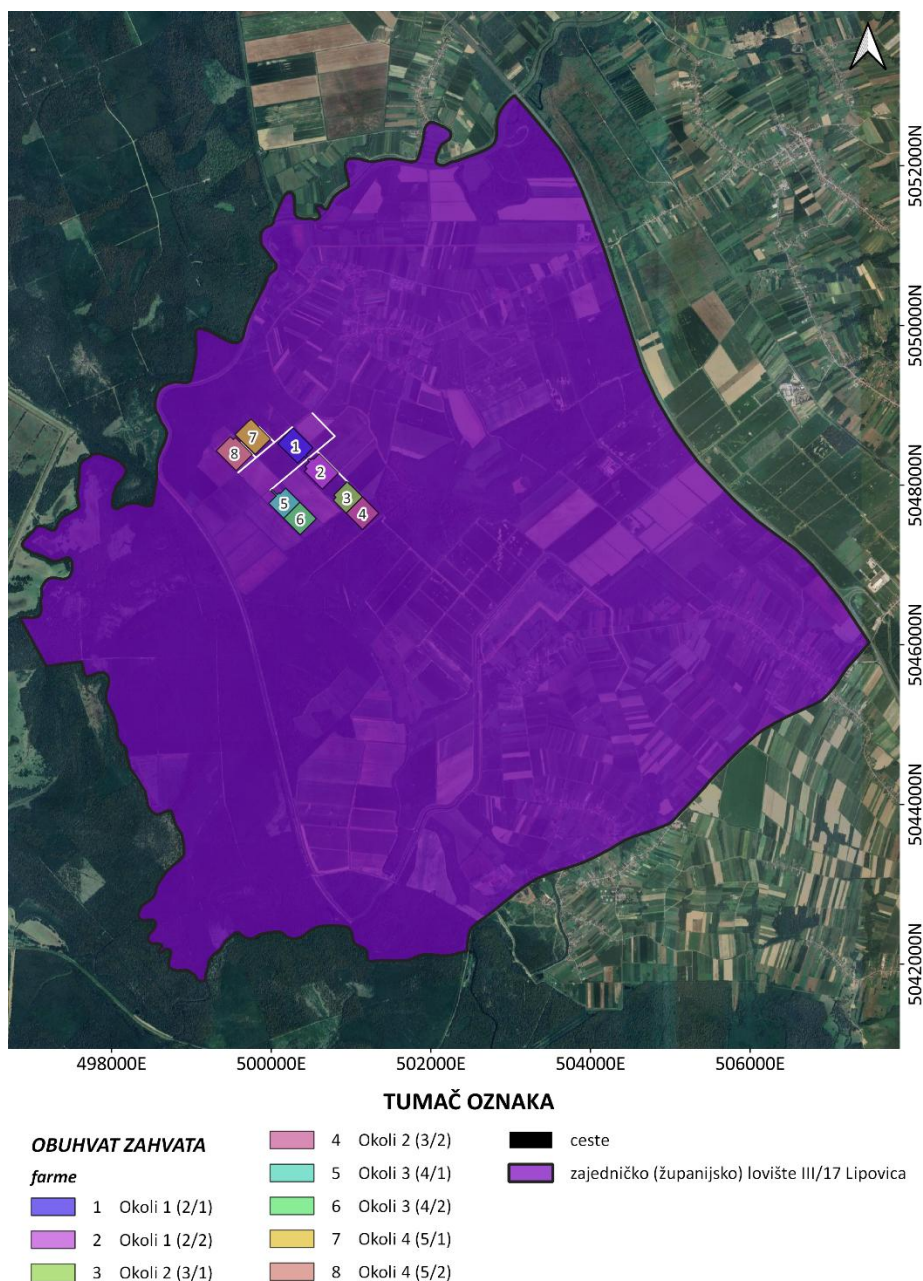 5052000N
5050000N
7
1
8
2
5048000N
5
3
6
4
5046000N
5044000N
5042000N
498000E 500000E 502000E 504000E 506000E
TUMAČ OZNAKA
OBUHVAT ZAHVATA
farme
1 Okoli 1 (2/1)
2 Okoli 1 (2/2)
3 Okoli 2 (3/1)
4 Okoli 2 (3/2)
5 Okoli 3 (4/1)
6 Okoli 3 (4/2)
7 Okoli 4 (5/1)
8 Okoli 4 (5/2)
ceste
zajedničko (županijsko) lovište III/17 Lipovica